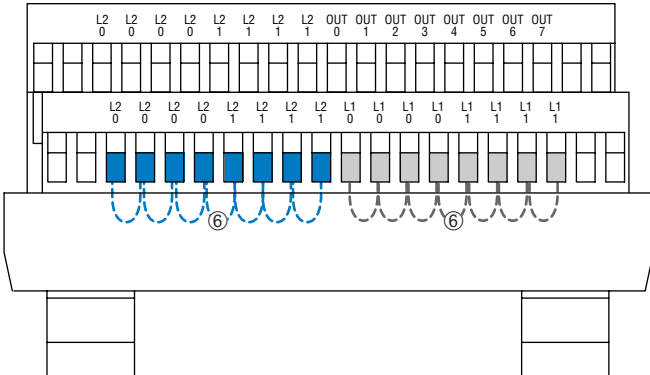 L2 L2 L2 L2 L2 L2 L2 L2 OUT OUT OUT OUT OUT OUT OUT OUT
0 0 0 0 1 1 1 1 0 1 2 3 4 5 6 7
L2 L2 L2 L2 L2 L2 L2 L2 L1 L1 L1 L1 L1 L1 L1 L1
0 0 0 0 1 1 1 1 0 0 0 0 1 1 1 1
⑥ ⑥